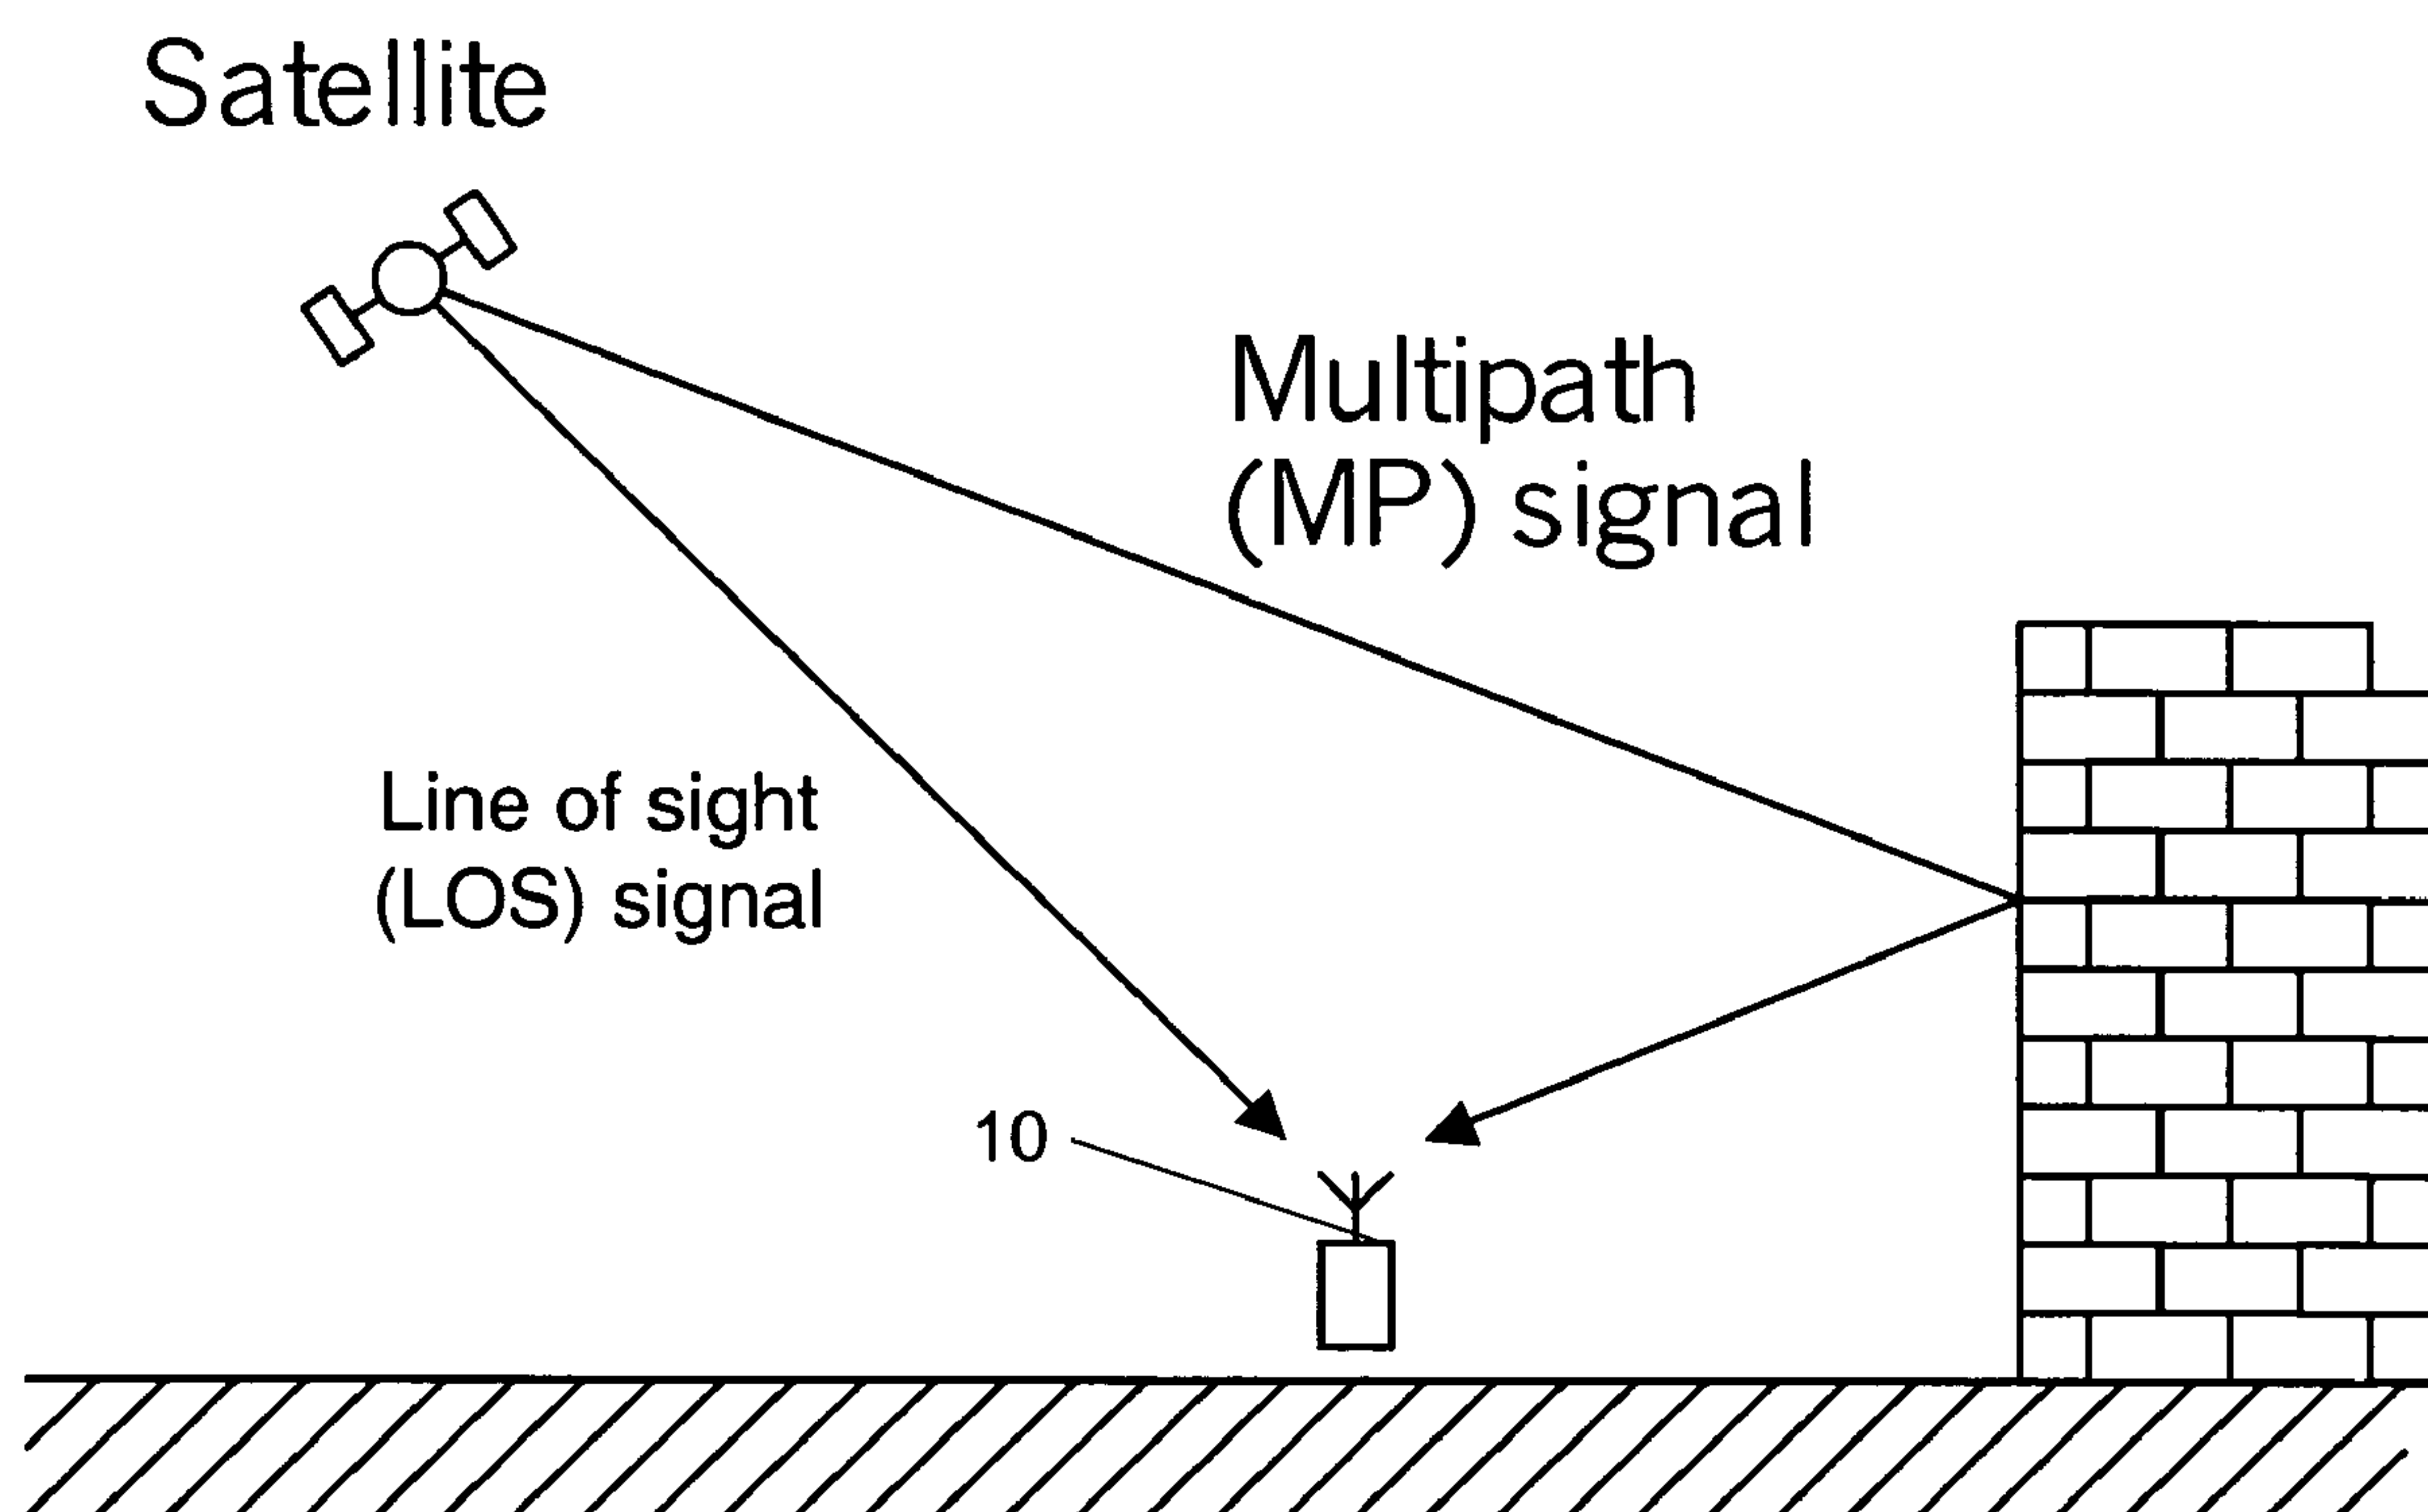 Satellite
Multipath
(MP) signal
Line of sight
(LOS) signal
10